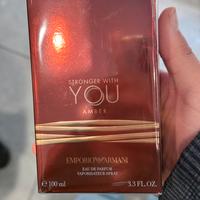 STRONGER WITH
YOU
AMBER
EMPORIO ARMANI
EAU DE PARFUM
VAPORISATEUR SPRAY
e 100 ml 3.3 FL. OZ.